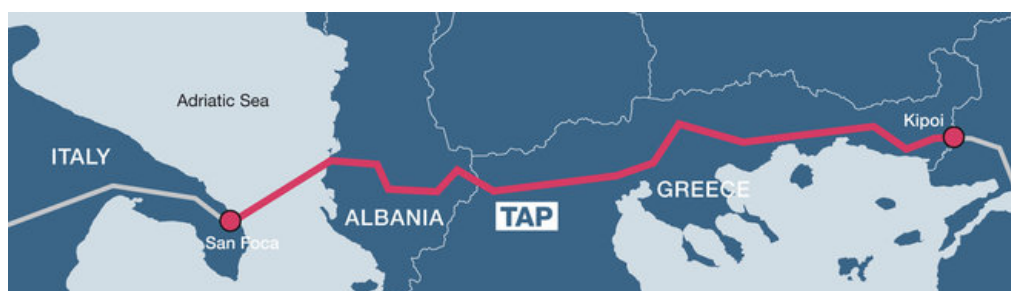 Adriatic Sea
Kipoi
ITALY
GREECE
ALBANIA
TAP
San Foca